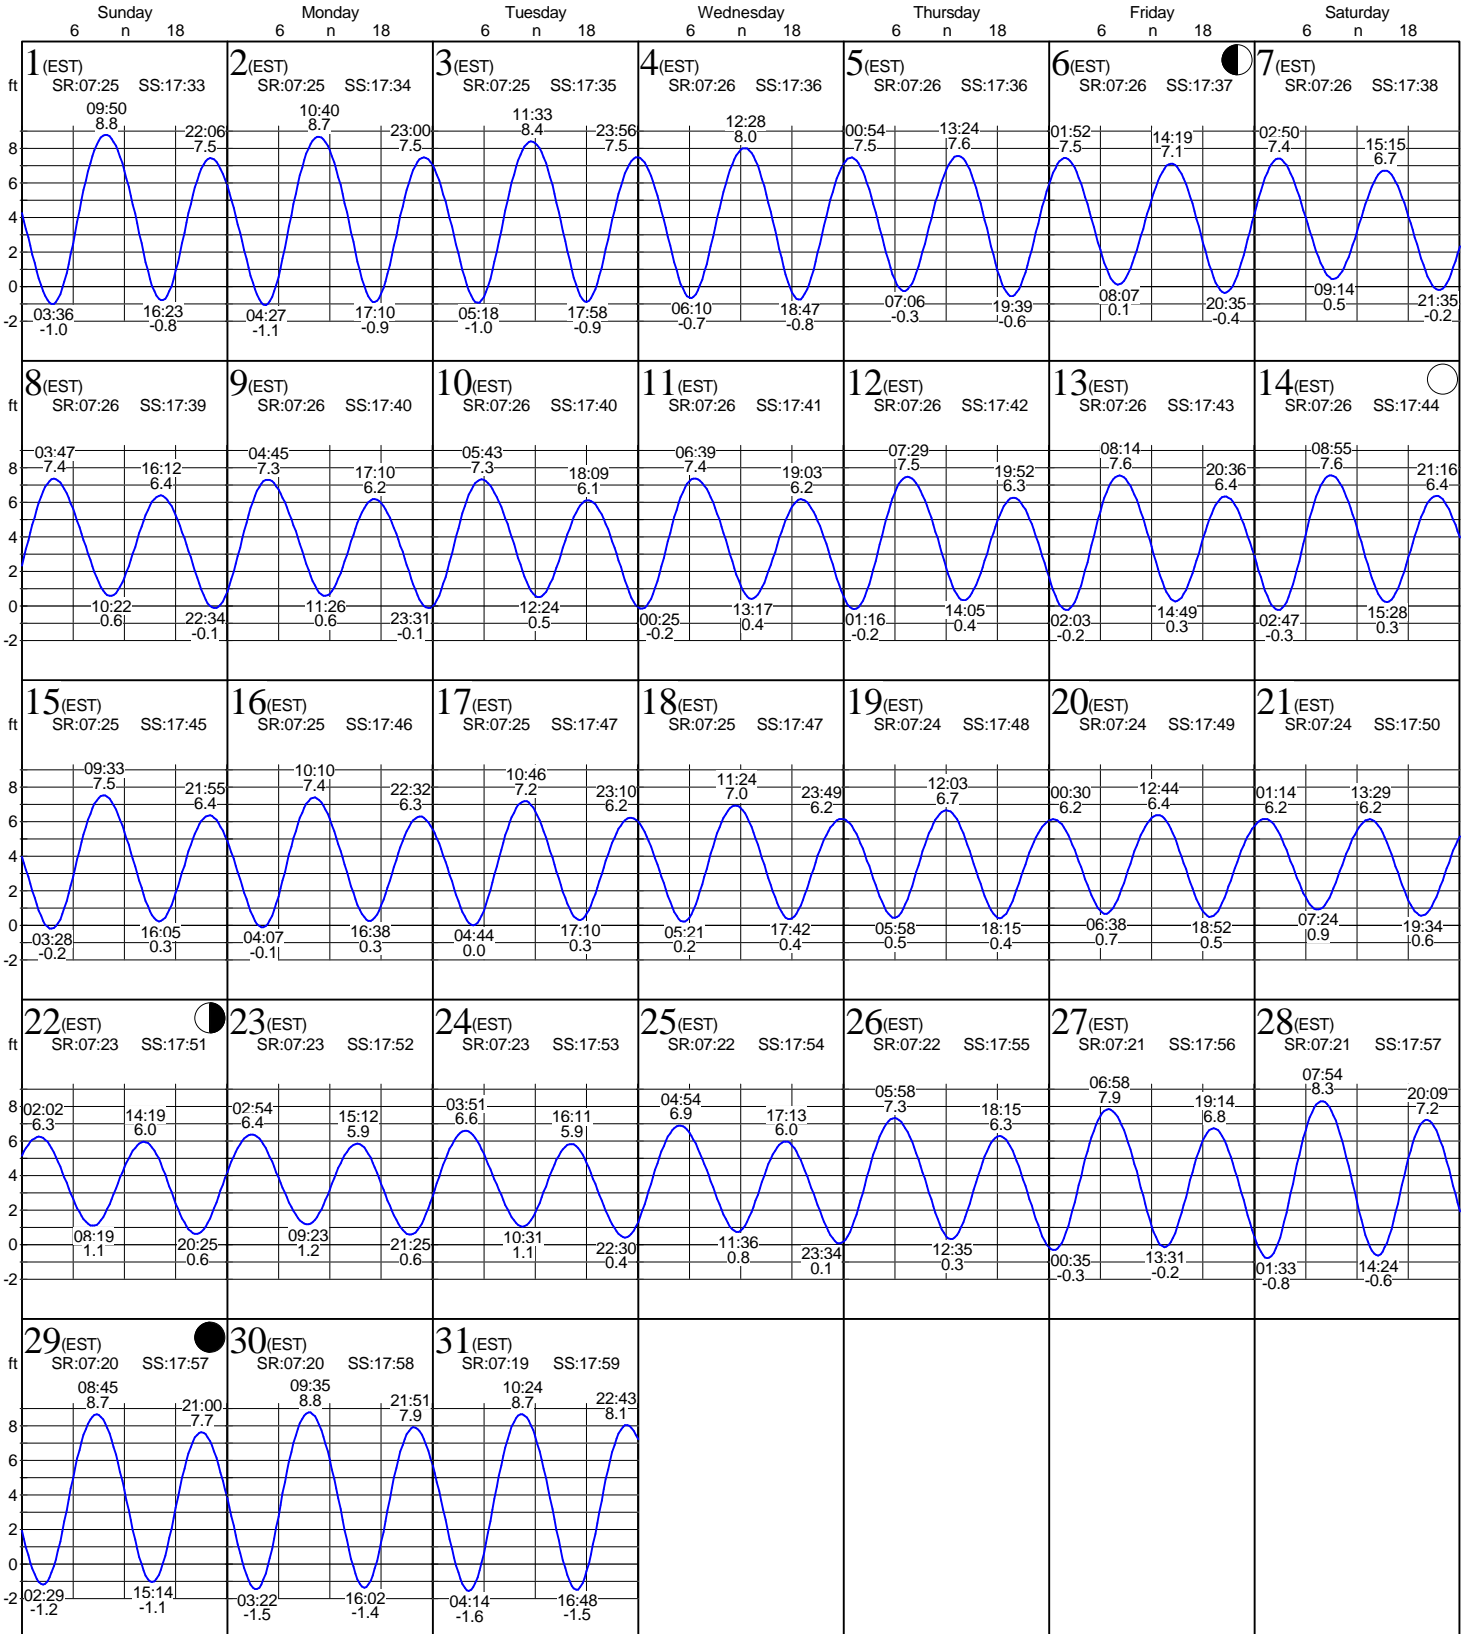 Sunday Monday Tuesday Wednesday Thursday Friday Saturday
6 n 18 6 n 18 6 n 18 6 n 18 6 n 18 6 n 18 6 n 18
1(EST) 2(EST) 3(EST) 4(EST) 5(EST) 6(EST) 7(EST)
ft SR:07:25 SS:17:33 SR:07:25 SS:17:34 SR:07:25 SS:17:35 SR:07:26 SS:17:36 SR:07:26 SS:17:36 SR:07:26 SS:17:37 SR:07:26 SS:17:38
09:50 22:06 10:40 23:00 11:33 23:56 12:28 00:54 13:24 01:52 14:19 02:50 15:15
8.8 7.5 8.7 7.5 8.4 7.5 8.0 7.5 7.6 7.5 7.1 7.4 6.7
8
6
4
2
0
-2
03:36 16:23 04:27 17:10 05:18 17:58 06:10 18:47 07:06 19:39 08:07 20:35 09:14 21:35
-1.0 -0.8 -1.1 -0.9 -1.0 -0.9 -0.7 -0.8 -0.3 -0.6 0.1 -0.4 0.5 -0.2
8(EST) 9(EST) 10(EST) 11(EST) 12(EST) 13(EST) 14(EST)
ft SR:07:26 SS:17:39 SR:07:26 SS:17:40 SR:07:26 SS:17:40 SR:07:26 SS:17:41 SR:07:26 SS:17:42 SR:07:26 SS:17:43 SR:07:26 SS:17:44
03:47 16:12 04:45 17:10 05:43 18:09 06:39 19:03 07:29 19:52 08:14 20:36 08:55 21:16
7.4 6.4 7.3 6.2 7.3 6.1 7.4 6.2 7.5 6.3 7.6 6.4 7.6 6.4
8
6
4
2
0
-2
10:22 22:34 11:26 23:31 12:24 00:25 13:17 01:16 14:05 02:03 14:49 02:47 15:28
0.6 -0.1 0.6 -0.1 0.5 -0.2 0.4 -0.2 0.4 -0.2 0.3 -0.3 0.3
15(EST) 16(EST) 17(EST) 18(EST) 19(EST) 20(EST) 21(EST)
ft SR:07:25 SS:17:45 SR:07:25 SS:17:46 SR:07:25 SS:17:47 SR:07:25 SS:17:47 SR:07:24 SS:17:48 SR:07:24 SS:17:49 SR:07:24 SS:17:50
09:33 21:55 10:10 22:32 10:46 23:10 11:24 23:49 12:03 00:30 12:44 01:14 13:29
7.5 6.4 7.4 6.3 7.2 6.2 7.0 6.2 6.7 6.2 6.4 6.2 6.2
8
6
4
2
0
-2
03:28 16:05 04:07 16:38 04:44 17:10 05:21 17:42 05:58 18:15 06:38 18:52 07:24 19:34
-0.2 0.3 -0.1 0.3 0.0 0.3 0.2 0.4 0.5 0.4 0.7 0.5 0.9 0.6
22(EST) 23(EST) 24(EST) 25(EST) 26(EST) 27(EST) 28(EST)
ft SR:07:23 SS:17:51 SR:07:23 SS:17:52 SR:07:23 SS:17:53 SR:07:22 SS:17:54 SR:07:22 SS:17:55 SR:07:21 SS:17:56 SR:07:21 SS:17:57
02:02 14:19 02:54 15:12 03:51 16:11 04:54 17:13 05:58 18:15 06:58 19:14 07:54 20:09
6.3 6.0 6.4 5.9 6.6 5.9 6.9 6.0 7.3 6.3 7.9 6.8 8.3 7.2
8
6
4
2
0
-2
08:19 20:25 09:23 21:25 10:31 22:30 11:36 23:34 12:35 00:35 13:31 01:33 14:24
1.1 0.6 1.2 0.6 1.1 0.4 0.8 0.1 0.3 -0.3 -0.2 -0.8 -0.6
29(EST) 30(EST) 31(EST)
ft SR:07:20 SS:17:57 SR:07:20 SS:17:58 SR:07:19 SS:17:59
08:45 21:00 09:35 21:51 10:24 22:43
8.7 7.7 8.8 7.9 8.7 8.1
8
6
4
2
0
-2
02:29 15:14 03:22 16:02 04:14 16:48
-1.2 -1.1 -1.5 -1.4 -1.6 -1.5